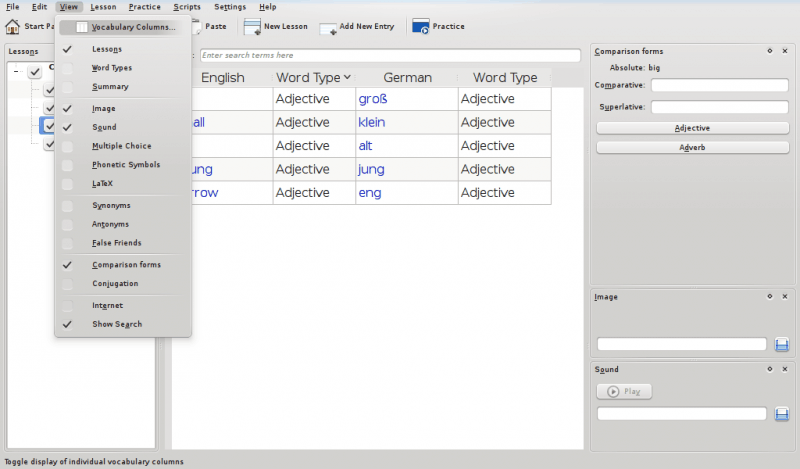 File Edit View Lesson Practice Scripts Settings Help
Start Pa Paste New Lesson Add New Entry Practice
Vocabulary Columns...
Lessons
Word Types
Summary
Image
Sound
Multiple Choice
Phonetic Symbols
LaTeX
Synonyms
Antonyms
False Friends
Comparison forms
Conjugation
Internet
Show Search
Lessons
Enter search terms here
English Word Type German Word Type
Adjective groß Adjective
all Adjective klein Adjective
Adjective alt Adjective
ung Adjective jung Adjective
rrow Adjective eng Adjective
Comparison forms
Absolute: big
Comparative:
Superlative:
Adjective
Adverb
Image
Sound
Play
Toggle display of individual vocabulary columns